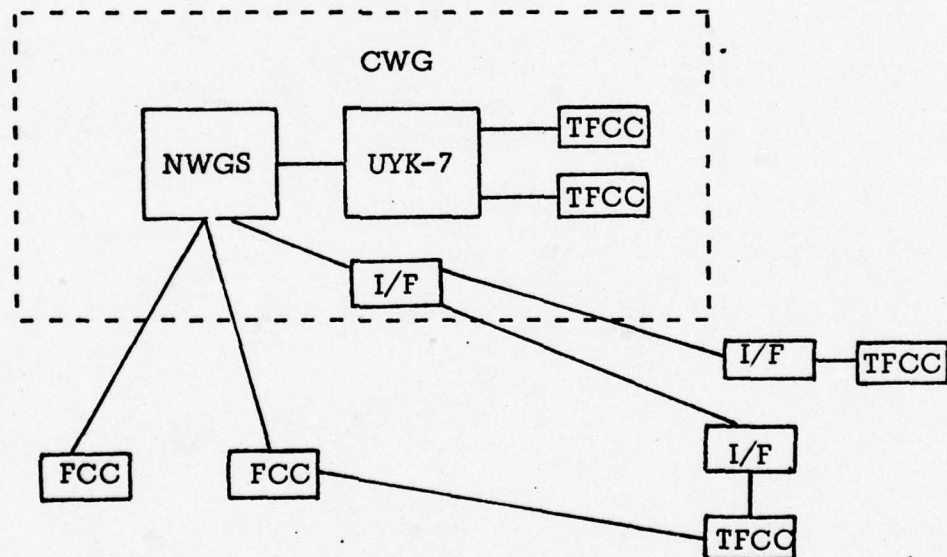 CWG
TFCC
NWGS
UYK-7
TFCC
I/F
I/F
TFCC
I/F
FCC
FCC
TFCC